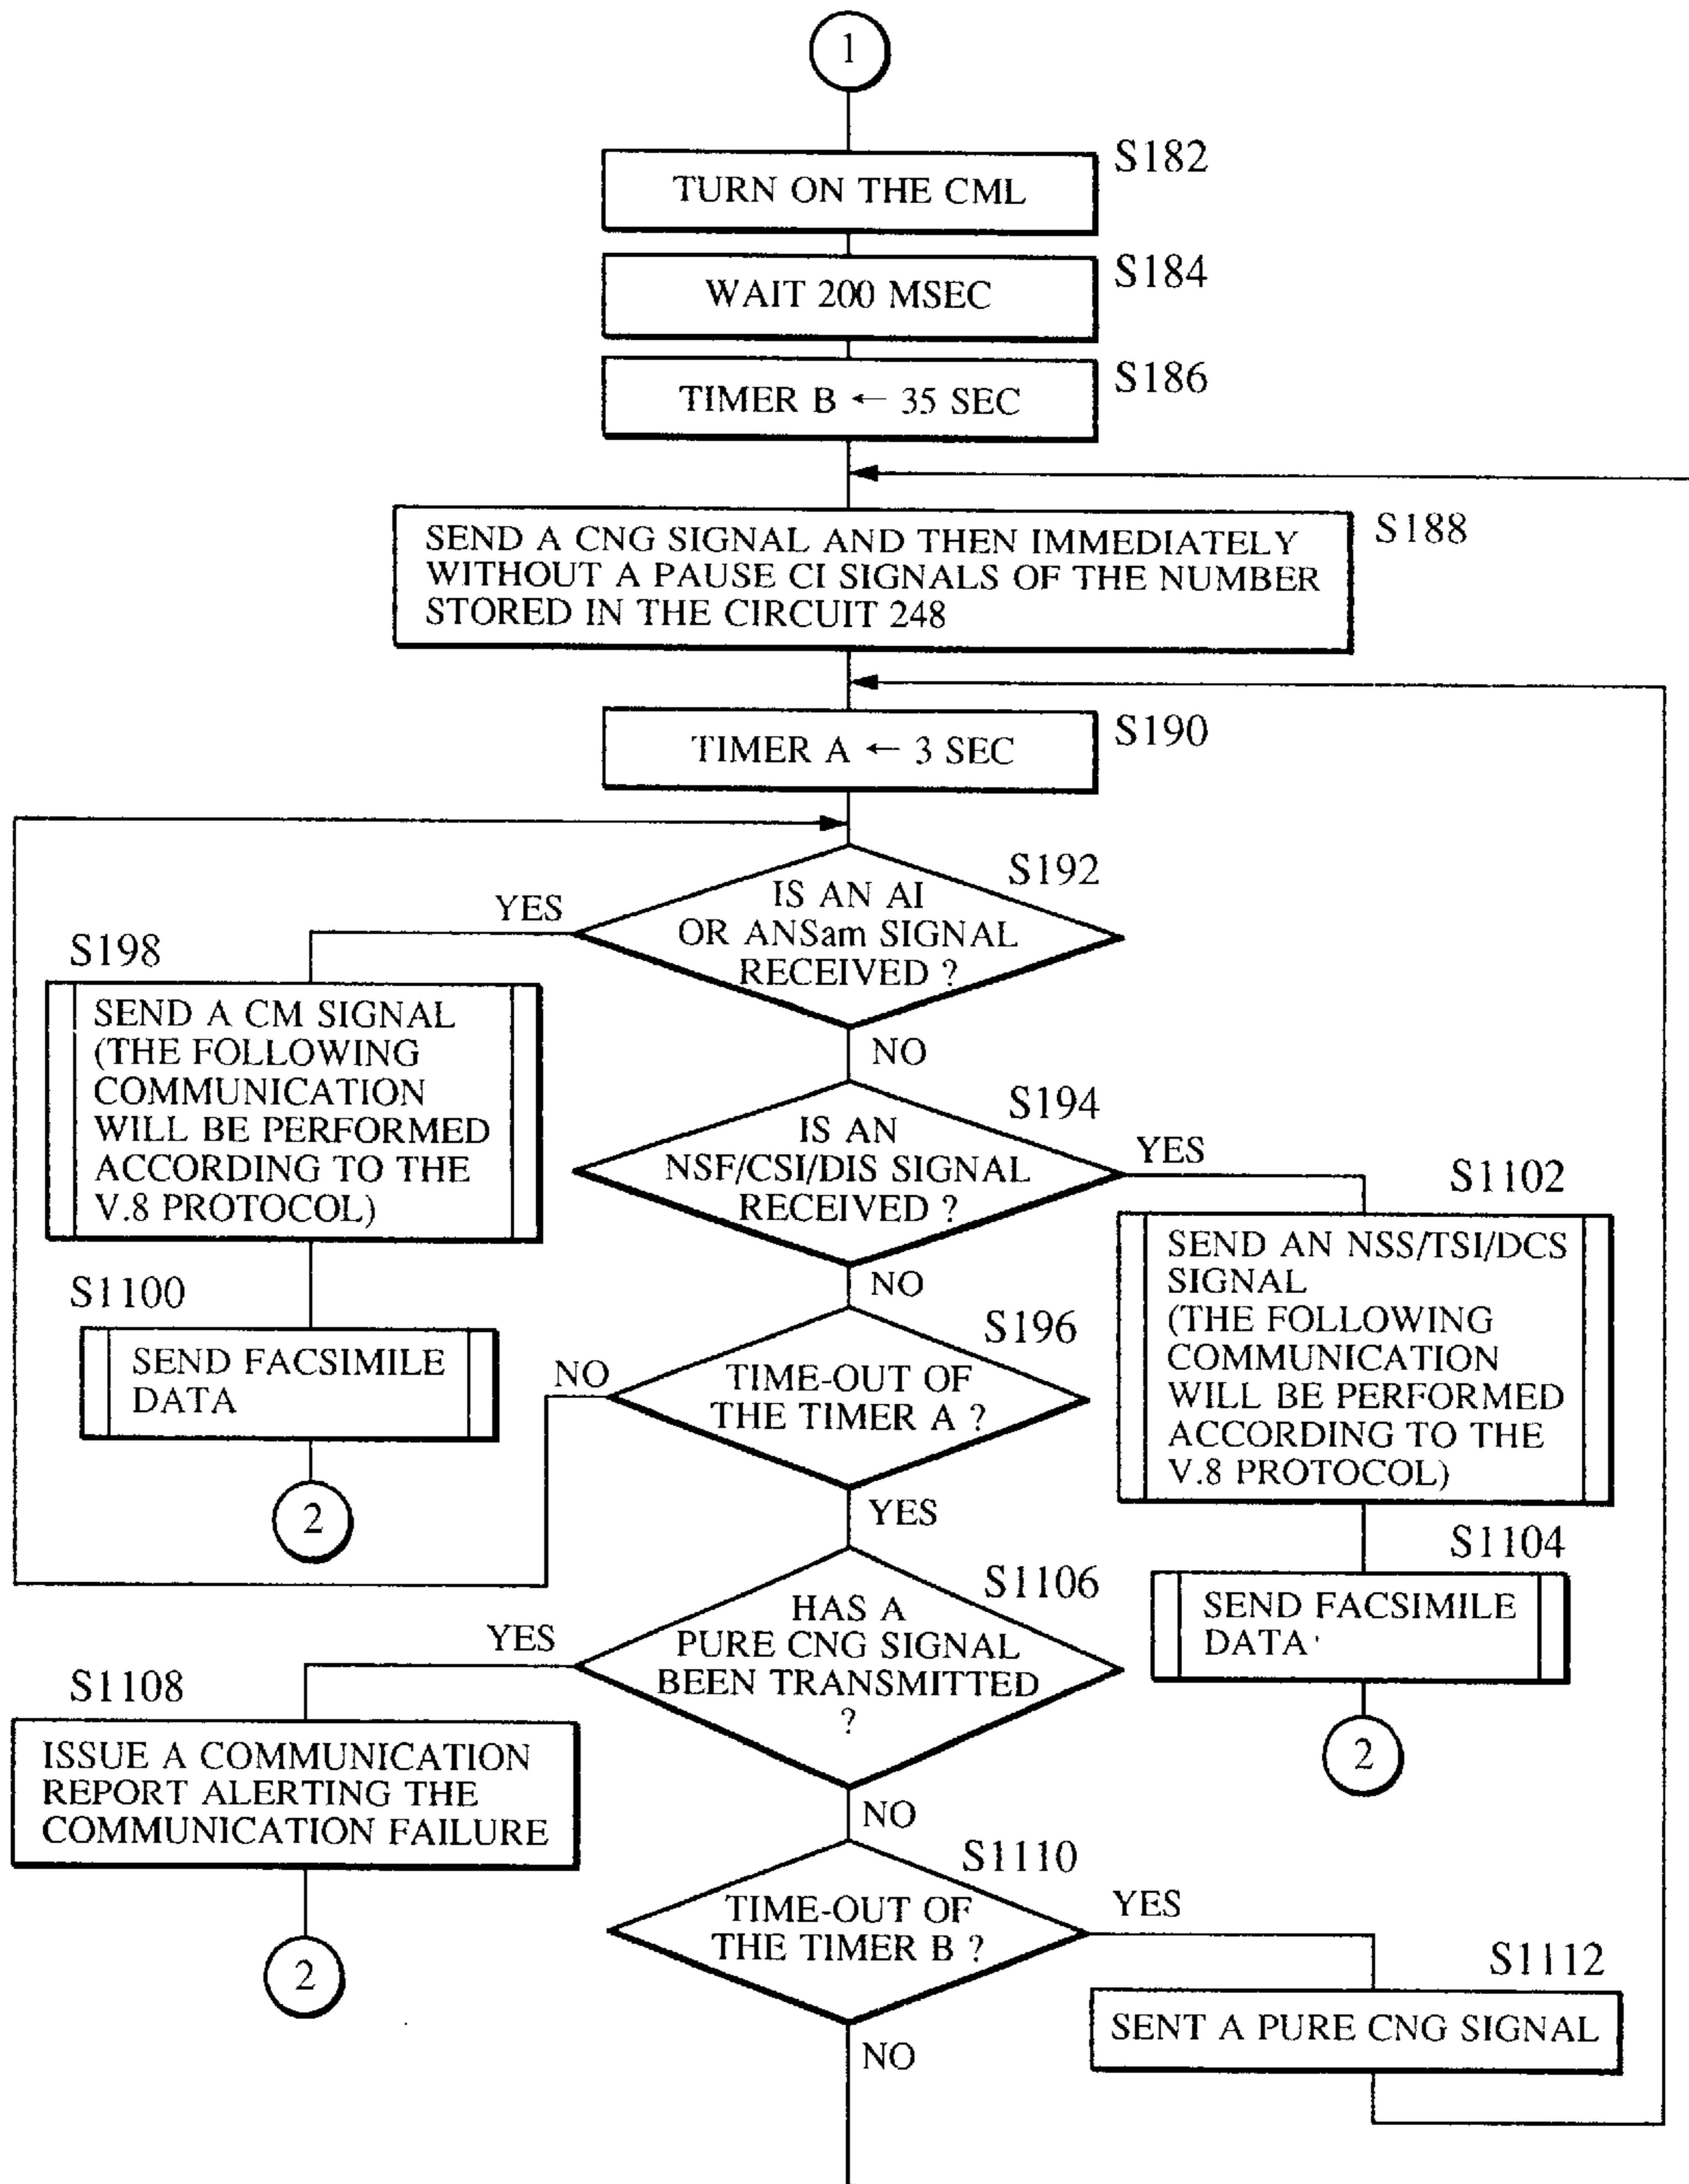 1
S182
TURN ON THE CML
S184
WAIT 200 MSEC
S186
TIMER B ← 35 SEC
S188
SEND A CNG SIGNAL AND THEN IMMEDIATELY
WITHOUT A PAUSE CI SIGNALS OF THE NUMBER
STORED IN THE CIRCUIT 248
S190
TIMER A ← 3 SEC
S192
IS AN AI
OR ANSam SIGNAL
RECEIVED ?
YES
NO
S198
SEND A CM SIGNAL
(THE FOLLOWING
COMMUNICATION
WILL BE PERFORMED
ACCORDING TO THE
V.8 PROTOCOL)
S1100
SEND FACSIMILE
DATA
2
S194
IS AN
NSF/CSI/DIS SIGNAL
RECEIVED ?
YES
NO
S1102
SEND AN NSS/TSI/DCS
SIGNAL
(THE FOLLOWING
COMMUNICATION
WILL BE PERFORMED
ACCORDING TO THE
V.8 PROTOCOL)
S1104
SEND FACSIMILE
DATA
2
S196
TIME-OUT OF
THE TIMER A ?
NO
YES
S1106
HAS A
PURE CNG SIGNAL
BEEN TRANSMITTED
?
YES
NO
S1108
ISSUE A COMMUNICATION
REPORT ALERTING THE
COMMUNICATION FAILURE
2
S1110
TIME-OUT OF
THE TIMER B ?
YES
NO
S1112
SENT A PURE CNG SIGNAL